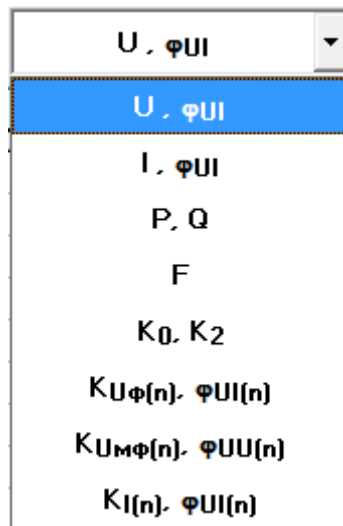 U, φUI
U, φUI
I, φUI
P, Q
F
K0, K2
KUф(n), φUI(n)
KUмф(n), φUU(n)
KI(n), φUI(n)